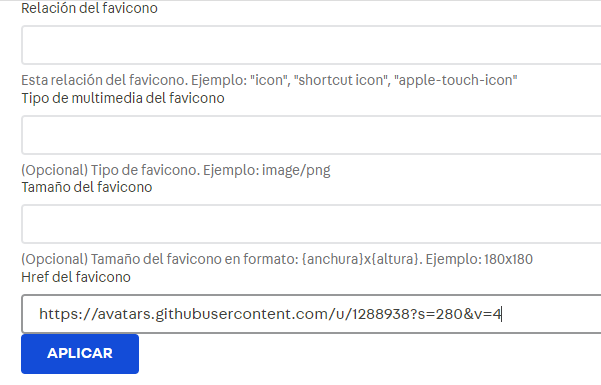 Relación del favicono
Esta relación del favicono. Ejemplo: "icon", "shortcut icon", "apple-touch-icon"
Tipo de multimedia del favicono
(Opcional) Tipo de favicono. Ejemplo: image/png
Tamaño del favicono
(Opcional) Tamaño del favicono en formato: {anchura}x{altura}. Ejemplo: 180x180
Href del favicono
https://avatars.githubusercontent.com/u/1288938?s=280&v=4
APLICAR